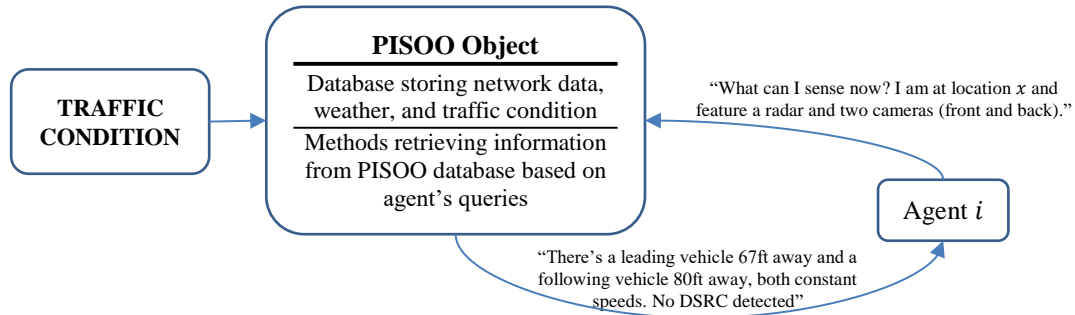 PISOO Object
Database storing network data,
weather, and traffic condition
Methods retrieving information
from PISOO database based on
agent’s queries
TRAFFIC
CONDITION
“What can I sense now? I am at location x and
feature a radar and two cameras (front and back).”
Agent i
“There’s a leading vehicle 67ft away and a
following vehicle 80ft away, both constant
speeds. No DSRC detected”